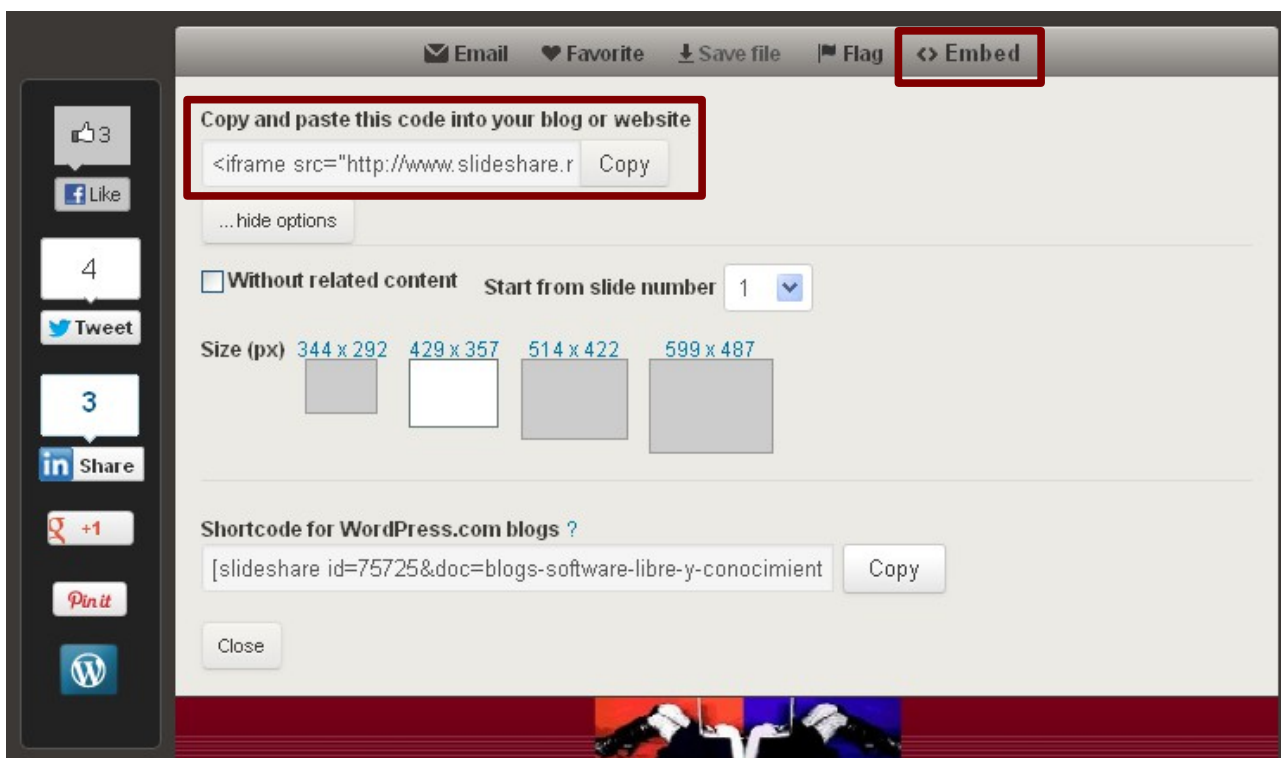 Email Favorite Save file Flag <> Embed
3
Like
4
Tweet
3
in Share
g +1
Pin it
Copy and paste this code into your blog or website
<iframe src="http://www.slideshare.r Copy
...hide options
Without related content Start from slide number 1
Size (px) 344 x 292 429 x 357 514 x 422 599 x 487
Shortcode for WordPress.com blogs ?
[slideshare id=75725&doc=blogs-software-libre-y-conocimient Copy
Close